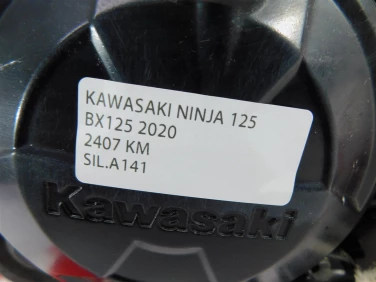 KAWASAKI NINJA 125
BX125 2020
2407 KM
SIL.A141
Kawasaki